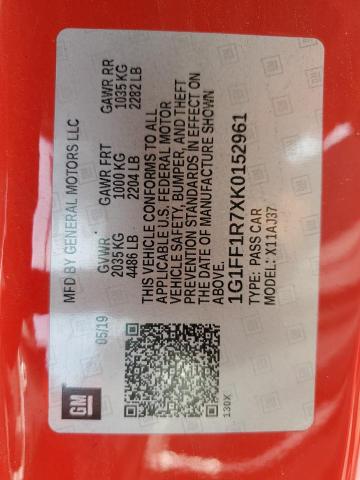 MFD BY GENERAL MOTORS LLC
05/19
GM
GVWR GAWR FRT GAWR RR
2035 KG 1000 KG 1035 KG
4486 LB 2204 LB 2282 LB
THIS VEHICLE CONFORMS TO ALL
APPLICABLE U.S. FEDERAL MOTOR
VEHICLE SAFETY, BUMPER, AND THEFT
PREVENTION STANDARDS IN EFFECT ON
THE DATE OF MANUFACTURE SHOWN
ABOVE.
1G1FF1R7XK0152961
TYPE: PASS CAR
MODEL: X11AJ37
130X